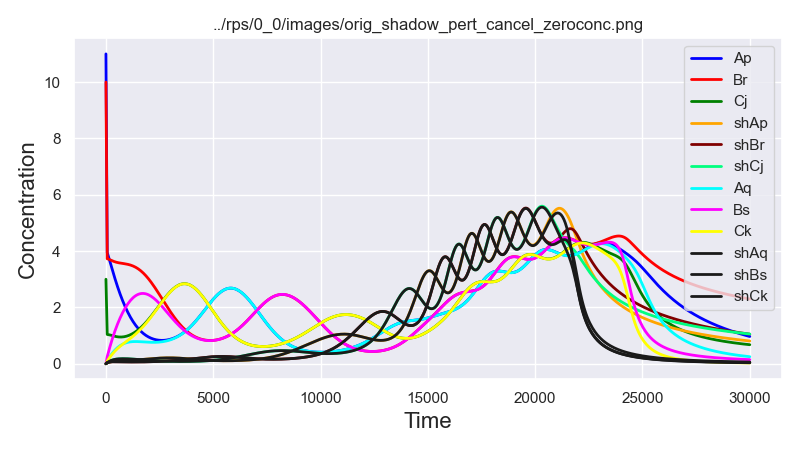 ../rps/0_0/images/orig_shadow_pert_cancel_zeroconc.png
Concentration
10
8
6
4
2
0
0
5000
10000
15000
20000
25000
30000
Time
Ap
Br
Cj
shAp
shBr
shCj
Aq
Bs
Ck
shAq
shBs
shCk